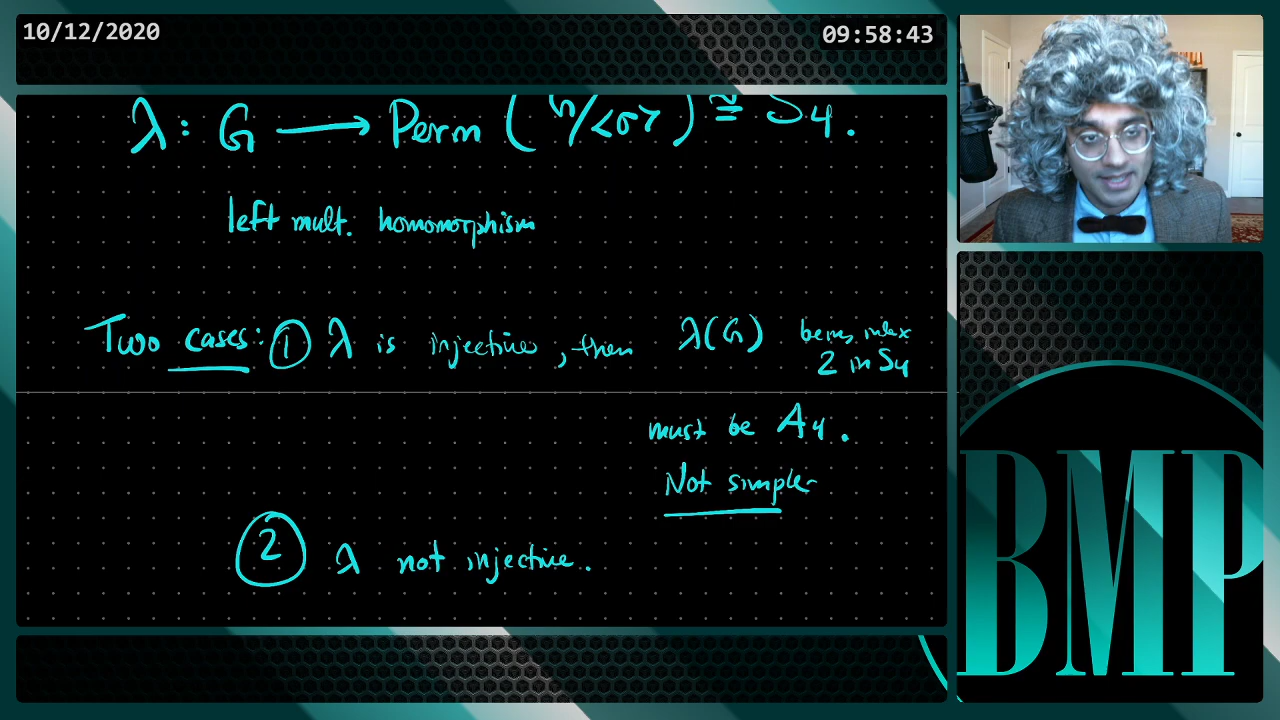 10/12/2020
09:58:43
λ: G ⟶ Perm ( G/<σ> ) ≅ S4.
left mult. homomorphism
Two cases: ① λ is injective, then λ(G) being index
2 in S4
must be A4.
Not simple
② λ not injective.
BMP